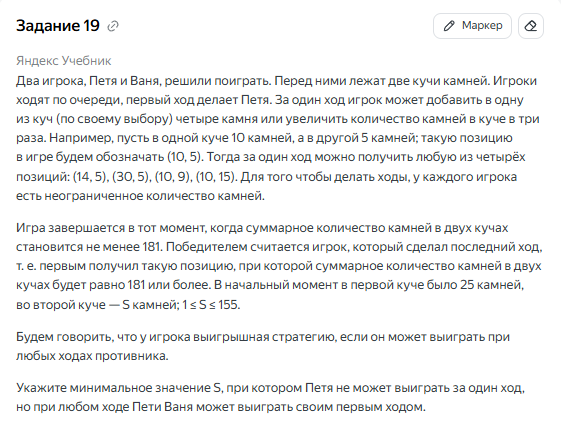 Задание 19
Маркер
Яндекс Учебник
Два игрока, Петя и Ваня, решили поиграть. Перед ними лежат две кучи камней. Игроки
ходят по очереди, первый ход делает Петя. За один ход игрок может добавить в одну
из куч (по своему выбору) четыре камня или увеличить количество камней в куче в три
раза. Например, пусть в одной куче 10 камней, а в другой 5 камней; такую позицию
в игре будем обозначать (10, 5). Тогда за один ход можно получить любую из четырёх
позиций: (14, 5), (30, 5), (10, 9), (10, 15). Для того чтобы делать ходы, у каждого игрока
есть неограниченное количество камней.
Игра завершается в тот момент, когда суммарное количество камней в двух кучах
становится не менее 181. Победителем считается игрок, который сделал последний ход,
т. е. первым получил такую позицию, при которой суммарное количество камней в двух
кучах будет равно 181 или более. В начальный момент в первой куче было 25 камней,
во второй куче — S камней; 1 ≤ S ≤ 155.
Будем говорить, что у игрока выигрышная стратегию, если он может выиграть при
любых ходах противника.
Укажите минимальное значение S, при котором Петя не может выиграть за один ход,
но при любом ходе Пети Ваня может выиграть своим первым ходом.